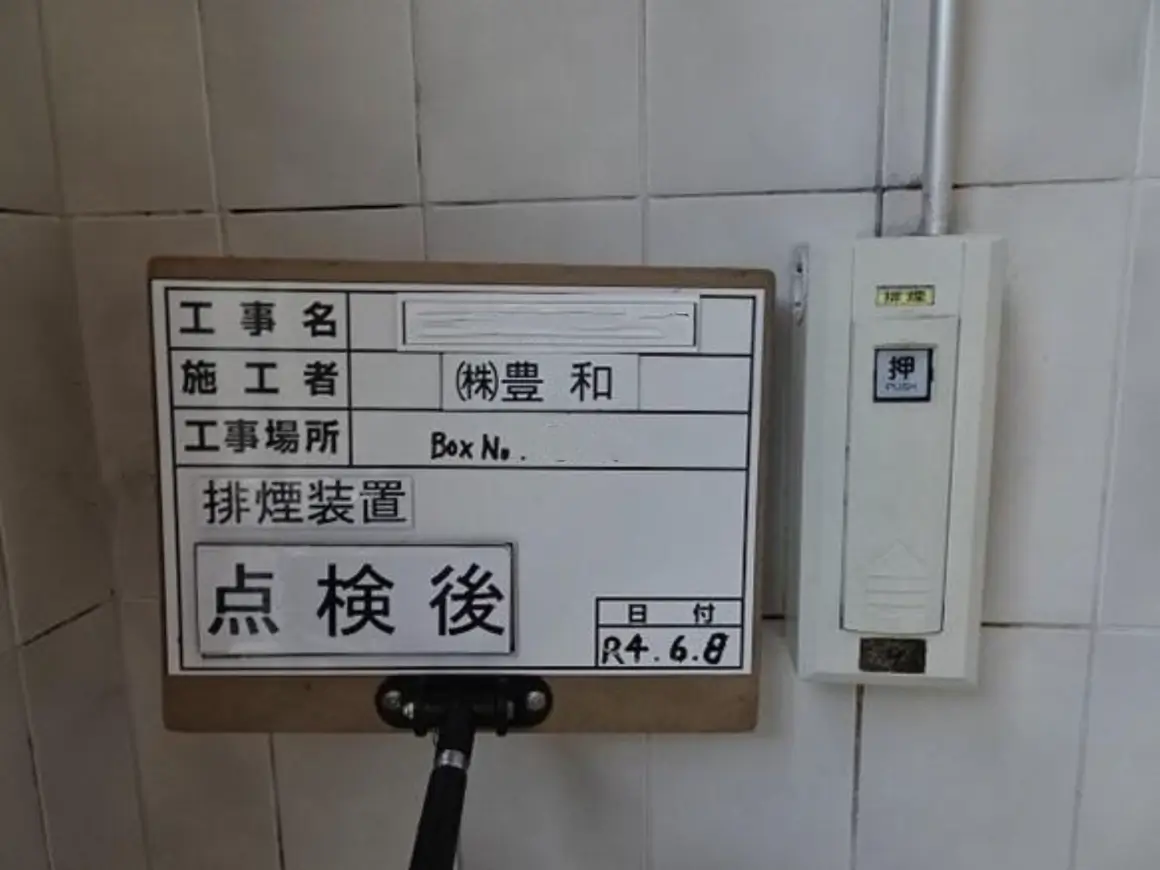 工事名
施工者 ㈱豊和
工事場所 Box No.
排煙装置
点検後
日付
R4.6.8
排煙
押
PUSH